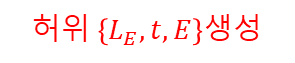 허위 {L_E, t, E}생성